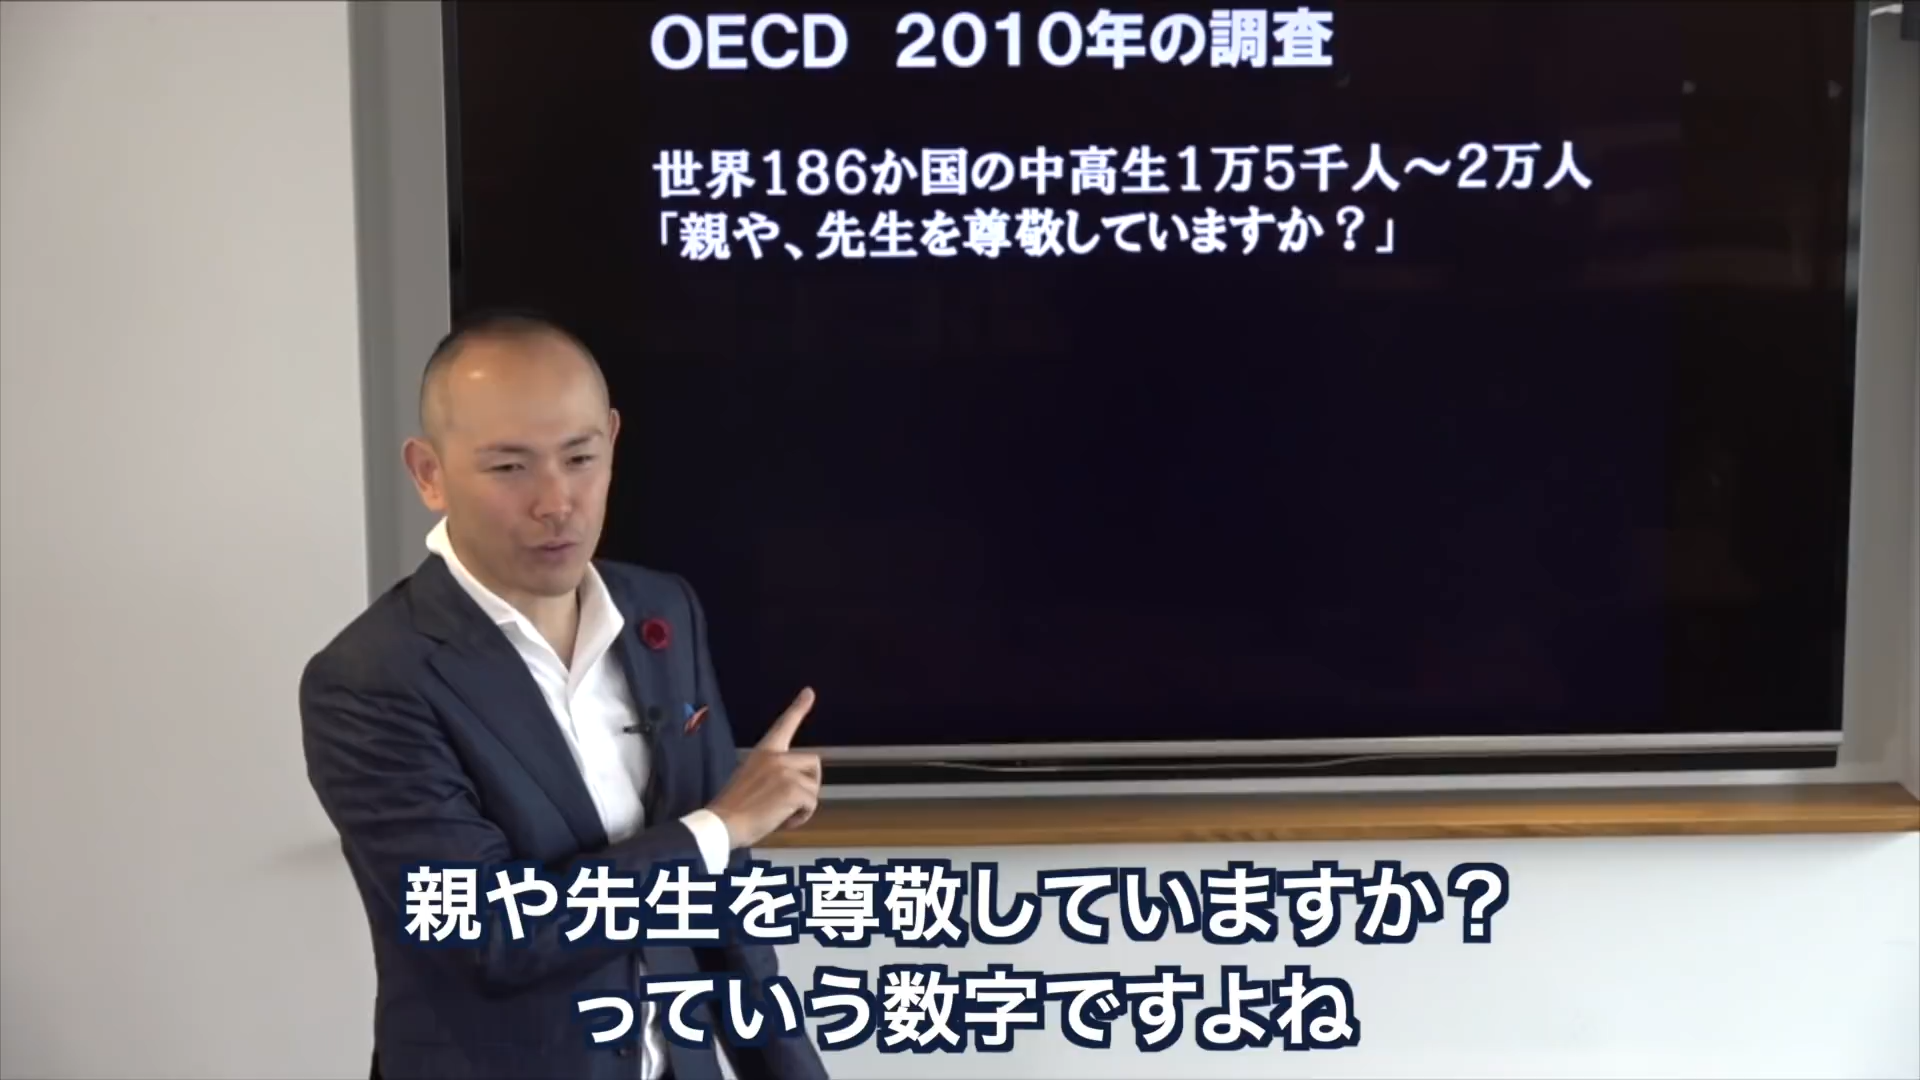 OECD 2010年の調査
世界186か国の中高生1万5千人～2万人
「親や、先生を尊敬していますか？」
親や先生を尊敬していますか？
っていう数字ですよね